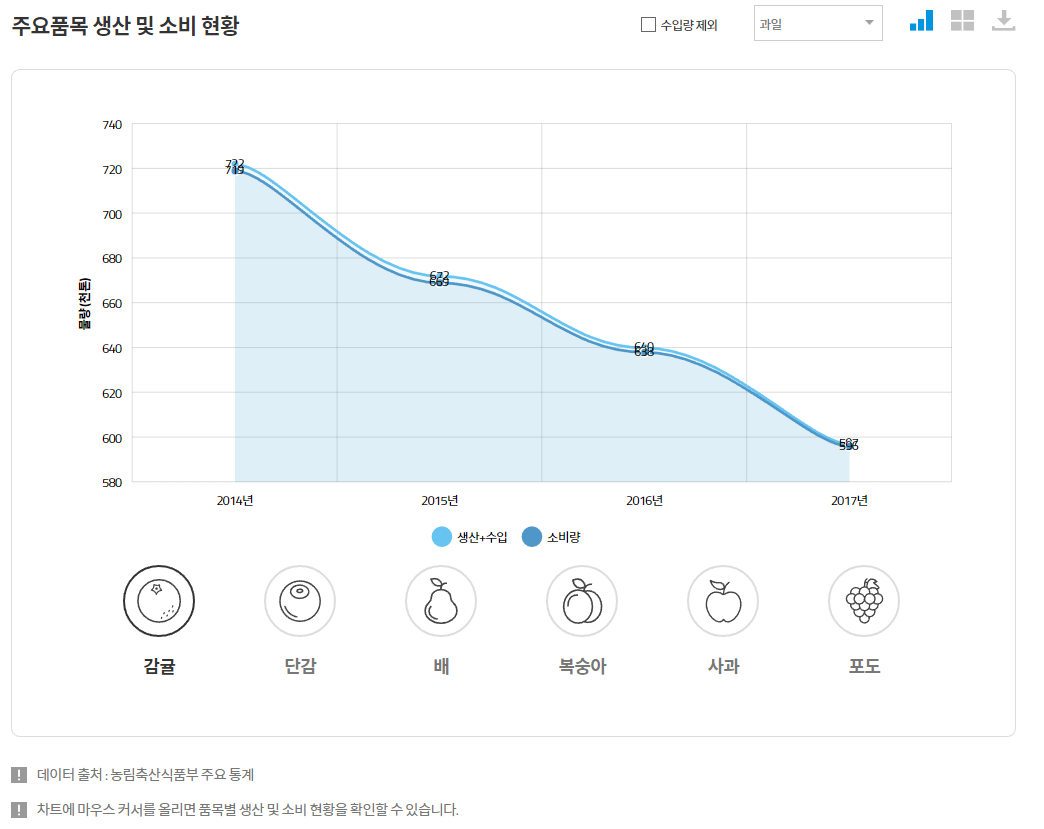 주요품목 생산 및 소비 현황
수입량 제외
과일
740
720
700
680
660
640
620
600
580
물량(천톤)
722
719
672
669
640
638
597
596
2014년 2015년 2016년 2017년
생산+수입 소비량
감귤 단감 배 복숭아 사과 포도
데이터 출처 : 농림축산식품부 주요 통계
차트에 마우스 커서를 올리면 품목별 생산 및 소비 현황을 확인할 수 있습니다.